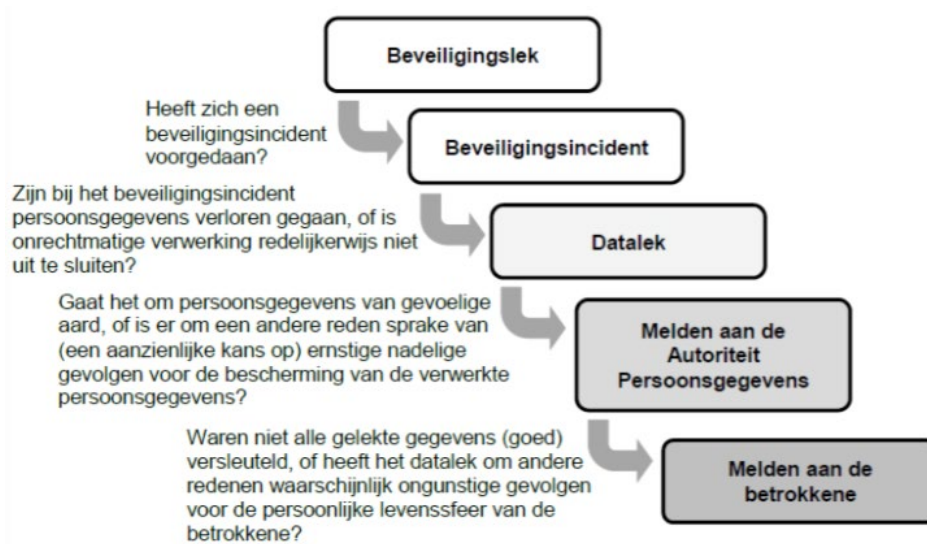 Beveiligingslek
Heeft zich een
beveiligingsincident
voorgedaan?
Beveiligingsincident
Zijn bij het beveiligingsincident
persoonsgegevens verloren gegaan, of is
onrechtmatige verwerking redelijkerwijs niet
uit te sluiten?
Datalek
Gaat het om persoonsgegevens van gevoelige
aard, of is er om een andere reden sprake van
(een aanzienlijke kans op) ernstige nadelige
gevolgen voor de bescherming van de verwerkte
persoonsgegevens?
Melden aan de
Autoriteit
Persoonsgegevens
Waren niet alle gelekte gegevens (goed)
versleuteld, of heeft het datalek om andere
redenen waarschijnlijk ongunstige gevolgen
voor de persoonlijke levenssfeer van de
betrokkene?
Melden aan de
betrokkene